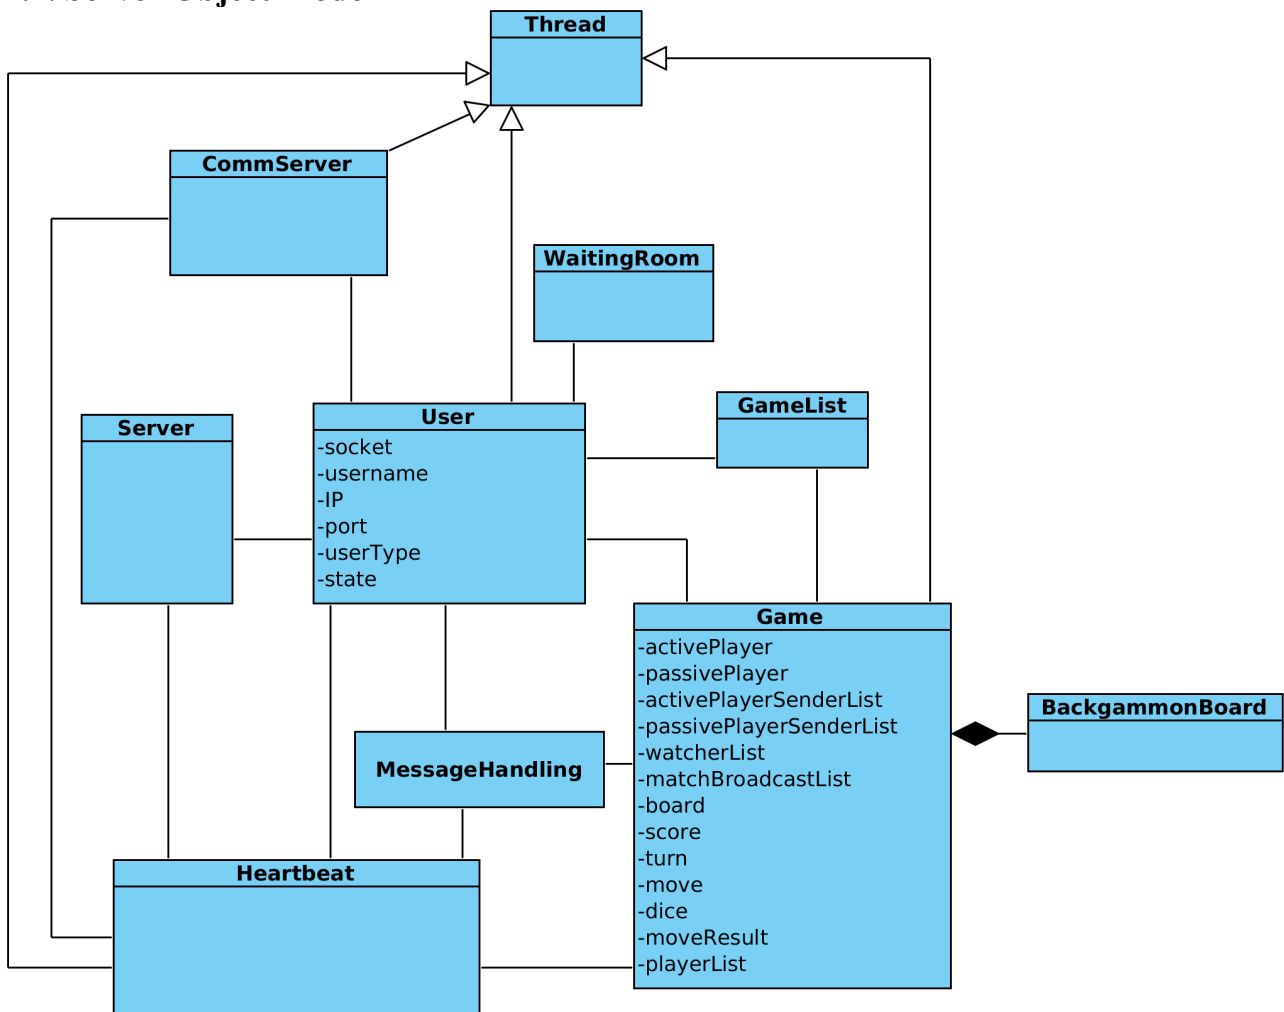 Thread
CommServer
WaitingRoom
GameList
User
-socket
-username
-IP
-port
-userType
-state
Server
Game
-activePlayer
-passivePlayer
-activePlayerSenderList
-passivePlayerSenderList
-watcherList
-matchBroadcastList
-board
-score
-turn
-move
-dice
-moveResult
-playerList
BackgammonBoard
MessageHandling
Heartbeat